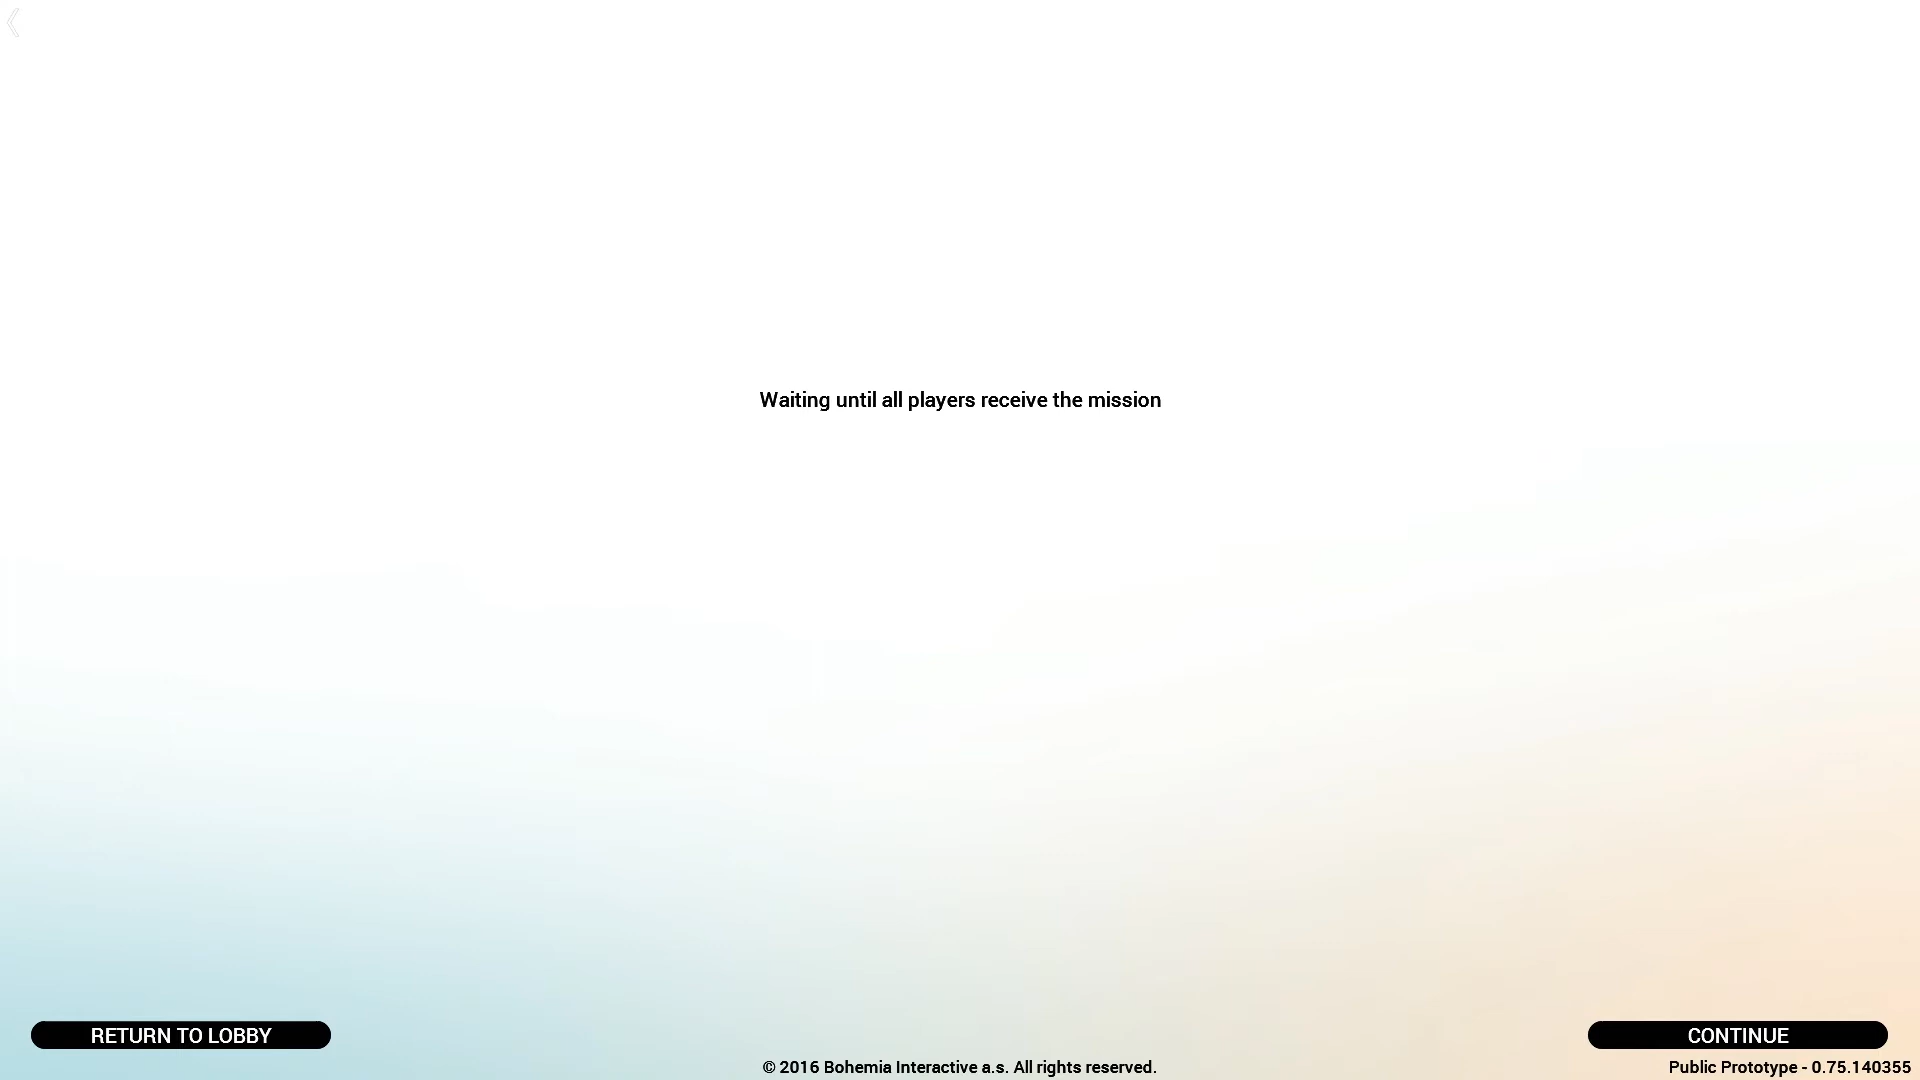 Waiting until all players receive the mission
RETURN TO LOBBY
CONTINUE
© 2016 Bohemia Interactive a.s. All rights reserved.
Public Prototype - 0.75.140355